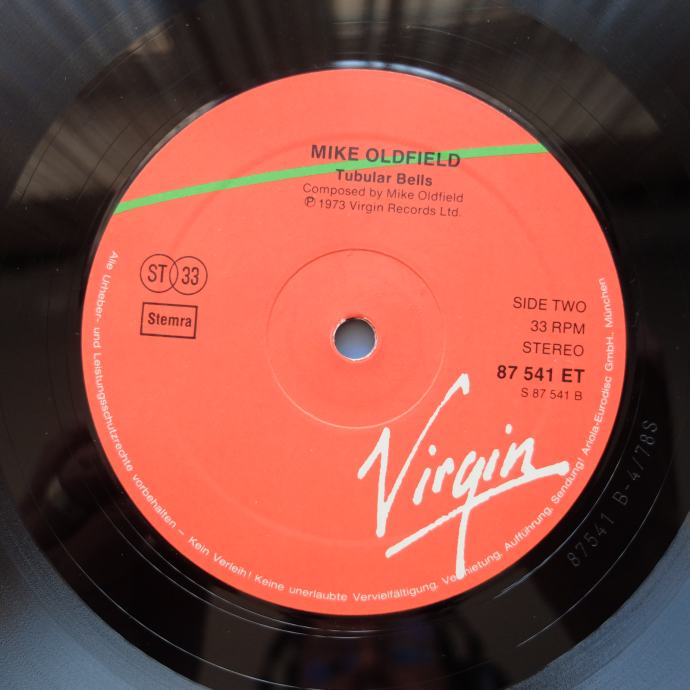 MIKE OLDFIELD
Tubular Bells
Composed by Mike Oldfield
℗ 1973 Virgin Records Ltd.
ST 33
Stemra
SIDE TWO
33 RPM
STEREO
87 541 ET
S 87 541 B
Virgin
Alle Urheber- und Leistungsschutzrechte vorbehalten – Kein Verleih! Keine unerlaubte Vervielfältigung, Vermietung, Aufführung, Sendung! Ariola-Eurodisc GmbH., München
87541 B-4/78S